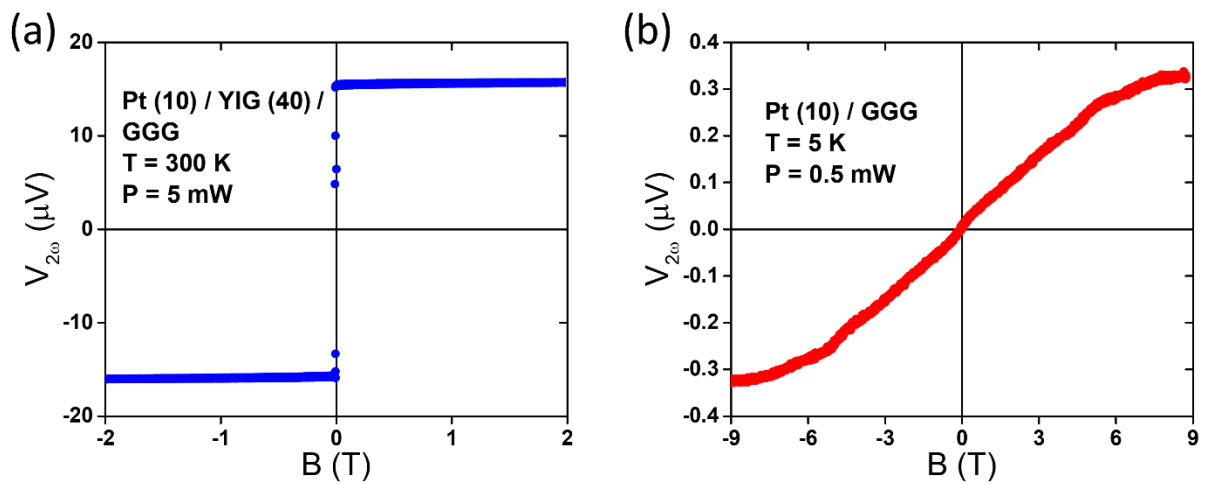 (a)
20
10
0
-10
-20
V2ω (μV)
Pt (10) / YIG (40) /
GGG
T = 300 K
P = 5 mW
-2
-1
0
1
2
B (T)
(b)
0.4
0.3
0.2
0.1
0.0
-0.1
-0.2
-0.3
-0.4
V2ω (μV)
Pt (10) / GGG
T = 5 K
P = 0.5 mW
-9
-6
-3
0
3
6
9
B (T)